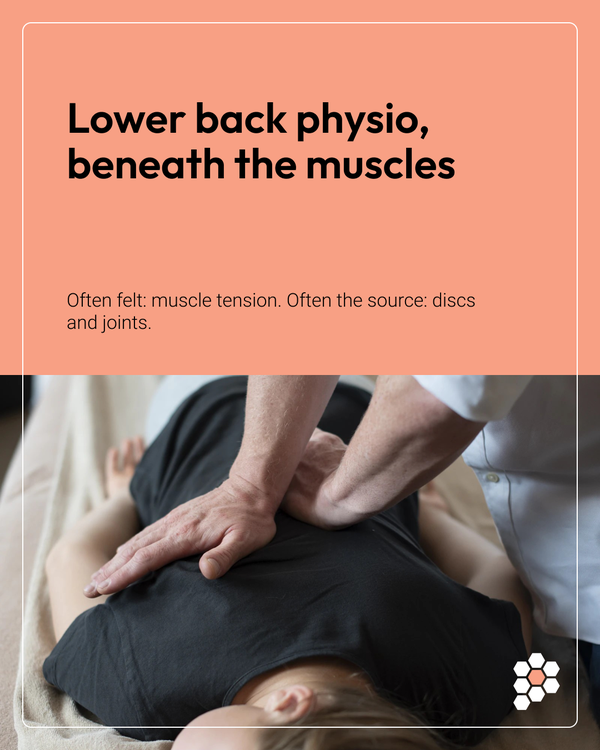 Lower back physio,
beneath the muscles
Often felt: muscle tension. Often the source: discs
and joints.